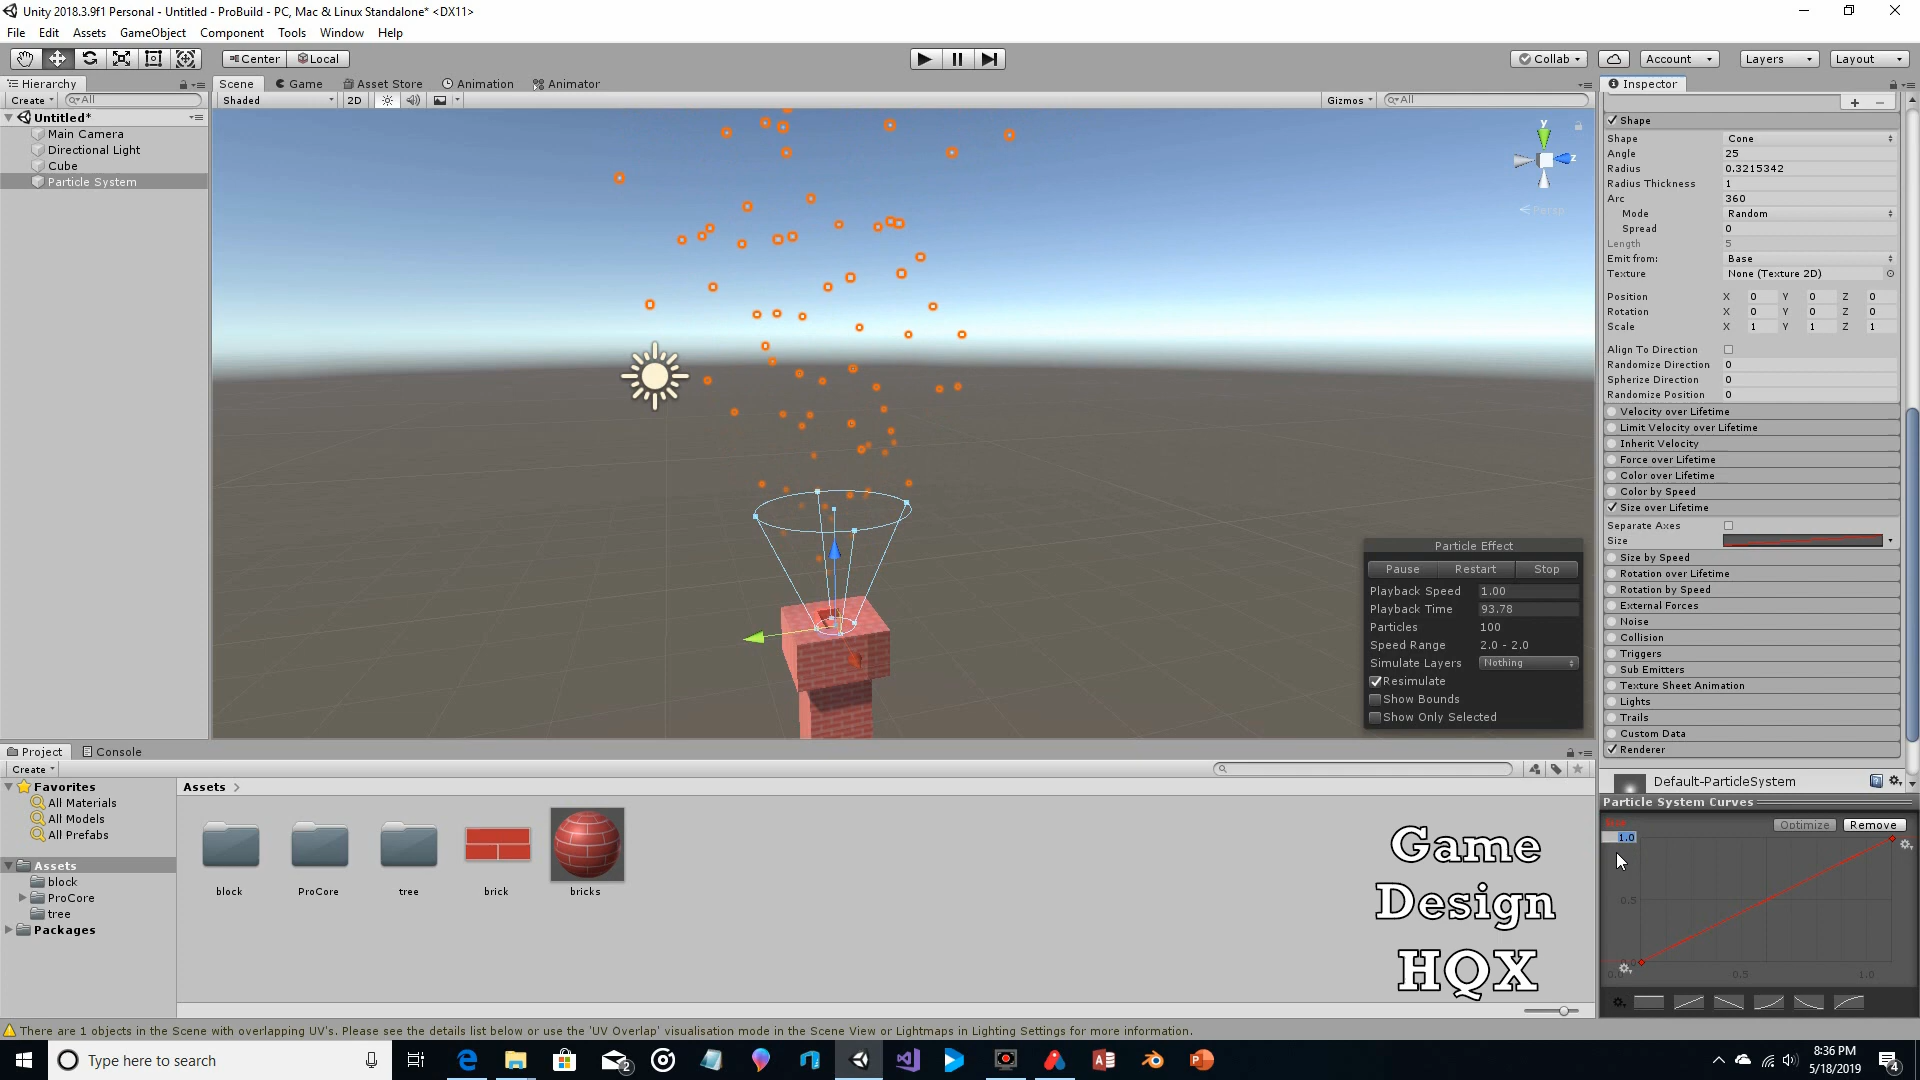 Unity 2018.3.9f1 Personal - Untitled - ProBuild - PC, Mac & Linux Standalone* <DX11>
File Edit Assets GameObject Component Tools Window Help
Center Local
Collab Account Layers Layout
Hierarchy
Create All
Untitled*
Main Camera
Directional Light
Cube
Particle System
Scene Game Asset Store Animation Animator
Shaded 2D Gizmos All
y
z
Persp
Particle Effect
Pause Restart Stop
Playback Speed 1.00
Playback Time 93.78
Particles 100
Speed Range 2.0 - 2.0
Simulate Layers Nothing
Resimulate
Show Bounds
Show Only Selected
Inspector
Shape
Shape Cone
Angle 25
Radius 0.3215342
Radius Thickness 1
Arc 360
Mode Random
Spread 0
Length 5
Emit from: Base
Texture None (Texture 2D)
Position X 0 Y 0 Z 0
Rotation X 0 Y 0 Z 0
Scale X 1 Y 1 Z 1
Align To Direction
Randomize Direction 0
Spherize Direction 0
Randomize Position 0
Velocity over Lifetime
Limit Velocity over Lifetime
Inherit Velocity
Force over Lifetime
Color over Lifetime
Color by Speed
Size over Lifetime
Separate Axes
Size
Size by Speed
Rotation over Lifetime
Rotation by Speed
External Forces
Noise
Collision
Triggers
Sub Emitters
Texture Sheet Animation
Lights
Trails
Custom Data
Renderer
Default-ParticleSystem
Particle System Curves
Optimize Remove
1.0
0.5
0.5 1.0
Project Console
Create
Favorites
All Materials
All Models
All Prefabs
Assets
block
ProCore
tree
Packages
Assets
block ProCore tree brick bricks
Game
Design
HQX
There are 1 objects in the Scene with overlapping UV's. Please see the details list below or use the 'UV Overlap' visualisation mode in the Scene View or Lightmaps in Lighting Settings for more information.
Type here to search
2
8:36 PM
5/18/2019
4